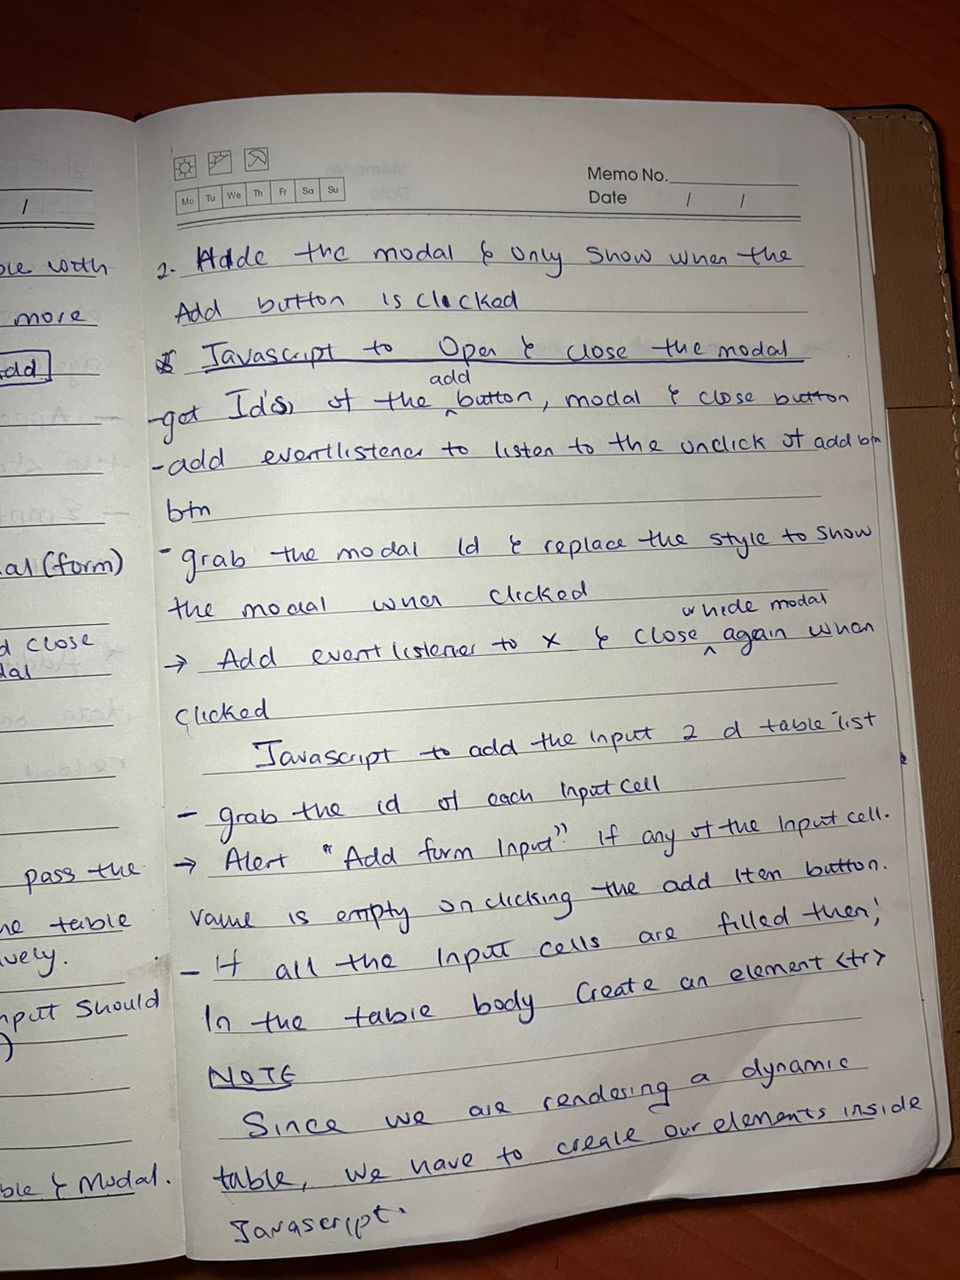 Memo No.
Mo Tu We Th Fr Sa Su
Date / /
/
ble with
more
add
al (form)
d close
dal
pass the
he table
ively.
nput should
)
ble & Modal.
2- Hide the modal & only show when the
Add button is clicked
Javascript to Open & close the modal
add
-get Id's, of the ^ button, modal & close button
-add eventlistener to listen to the onclick of add btn
btn
- grab the modal Id & replace the style to show
the modal when clicked
or hide modal
→ Add eventlistener to x & close ^ again when
clicked
Javascript to add the input 2 d table list
- grab the id of each Input cell
→ Alert "Add form Input" if any of the Input cell.
value is empty on clicking the add Item button.
- If all the Input cells are filled then;
In the table body Create an element <tr>
NOTE
Since we are rendering a dynamic
table, we have to create our elements inside
Javascript.